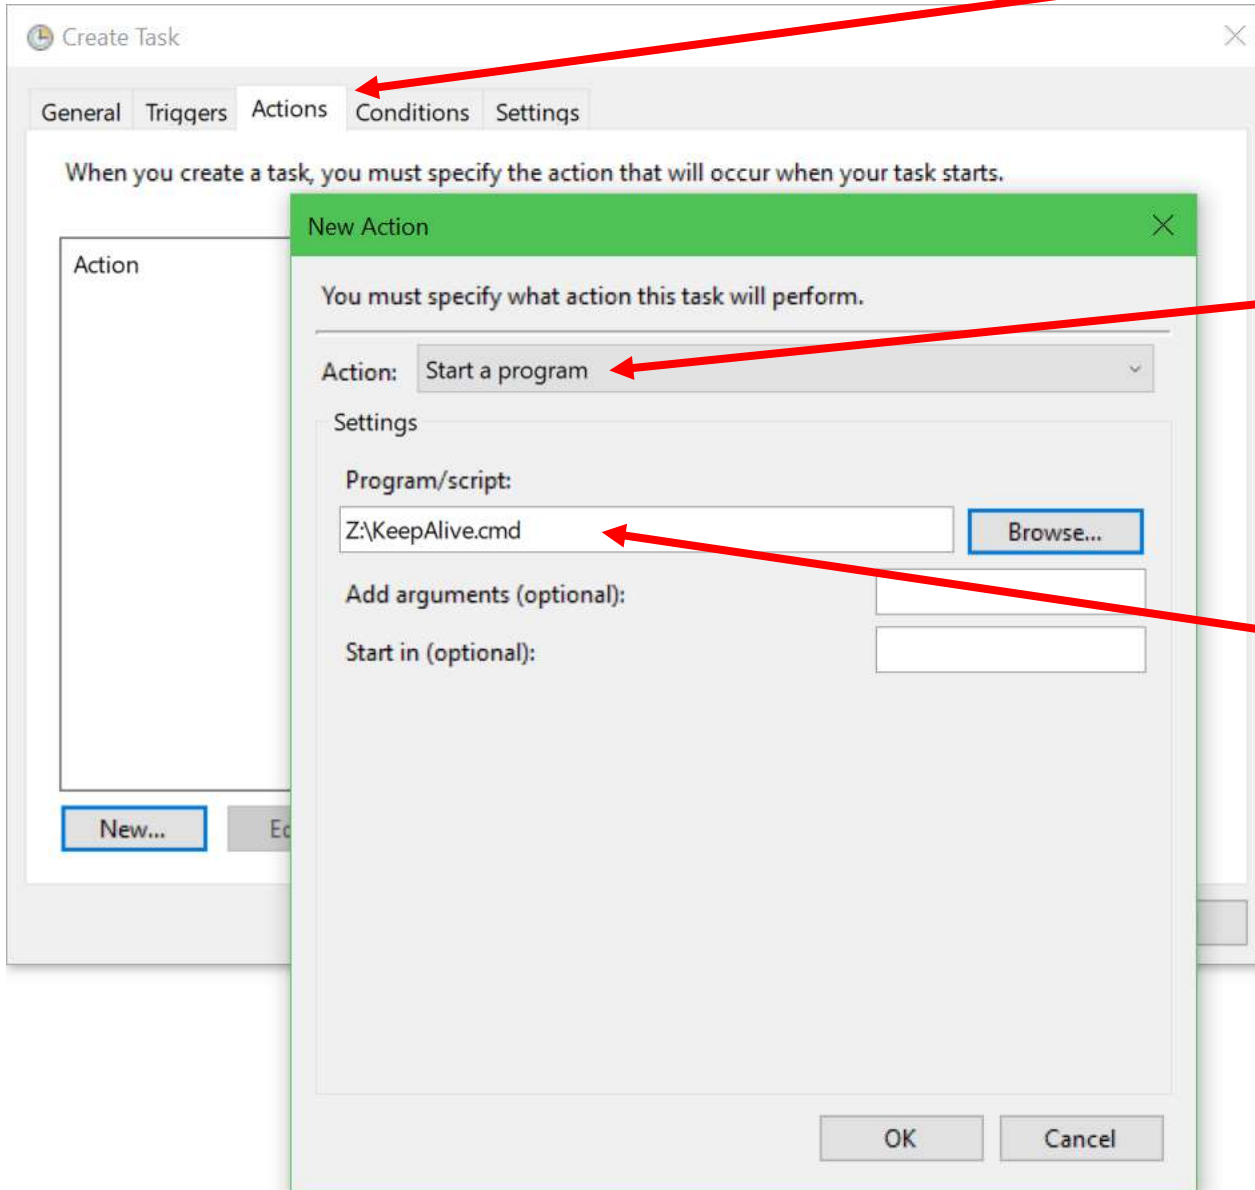 Create Task
General Triggers Actions Conditions Settings
When you create a task, you must specify the action that will occur when your task starts.
New Action
Action
You must specify what action this task will perform.
Action: Start a program
Settings
Program/script:
Z:\KeepAlive.cmd Browse...
Add arguments (optional):
Start in (optional):
New...
OK Cancel